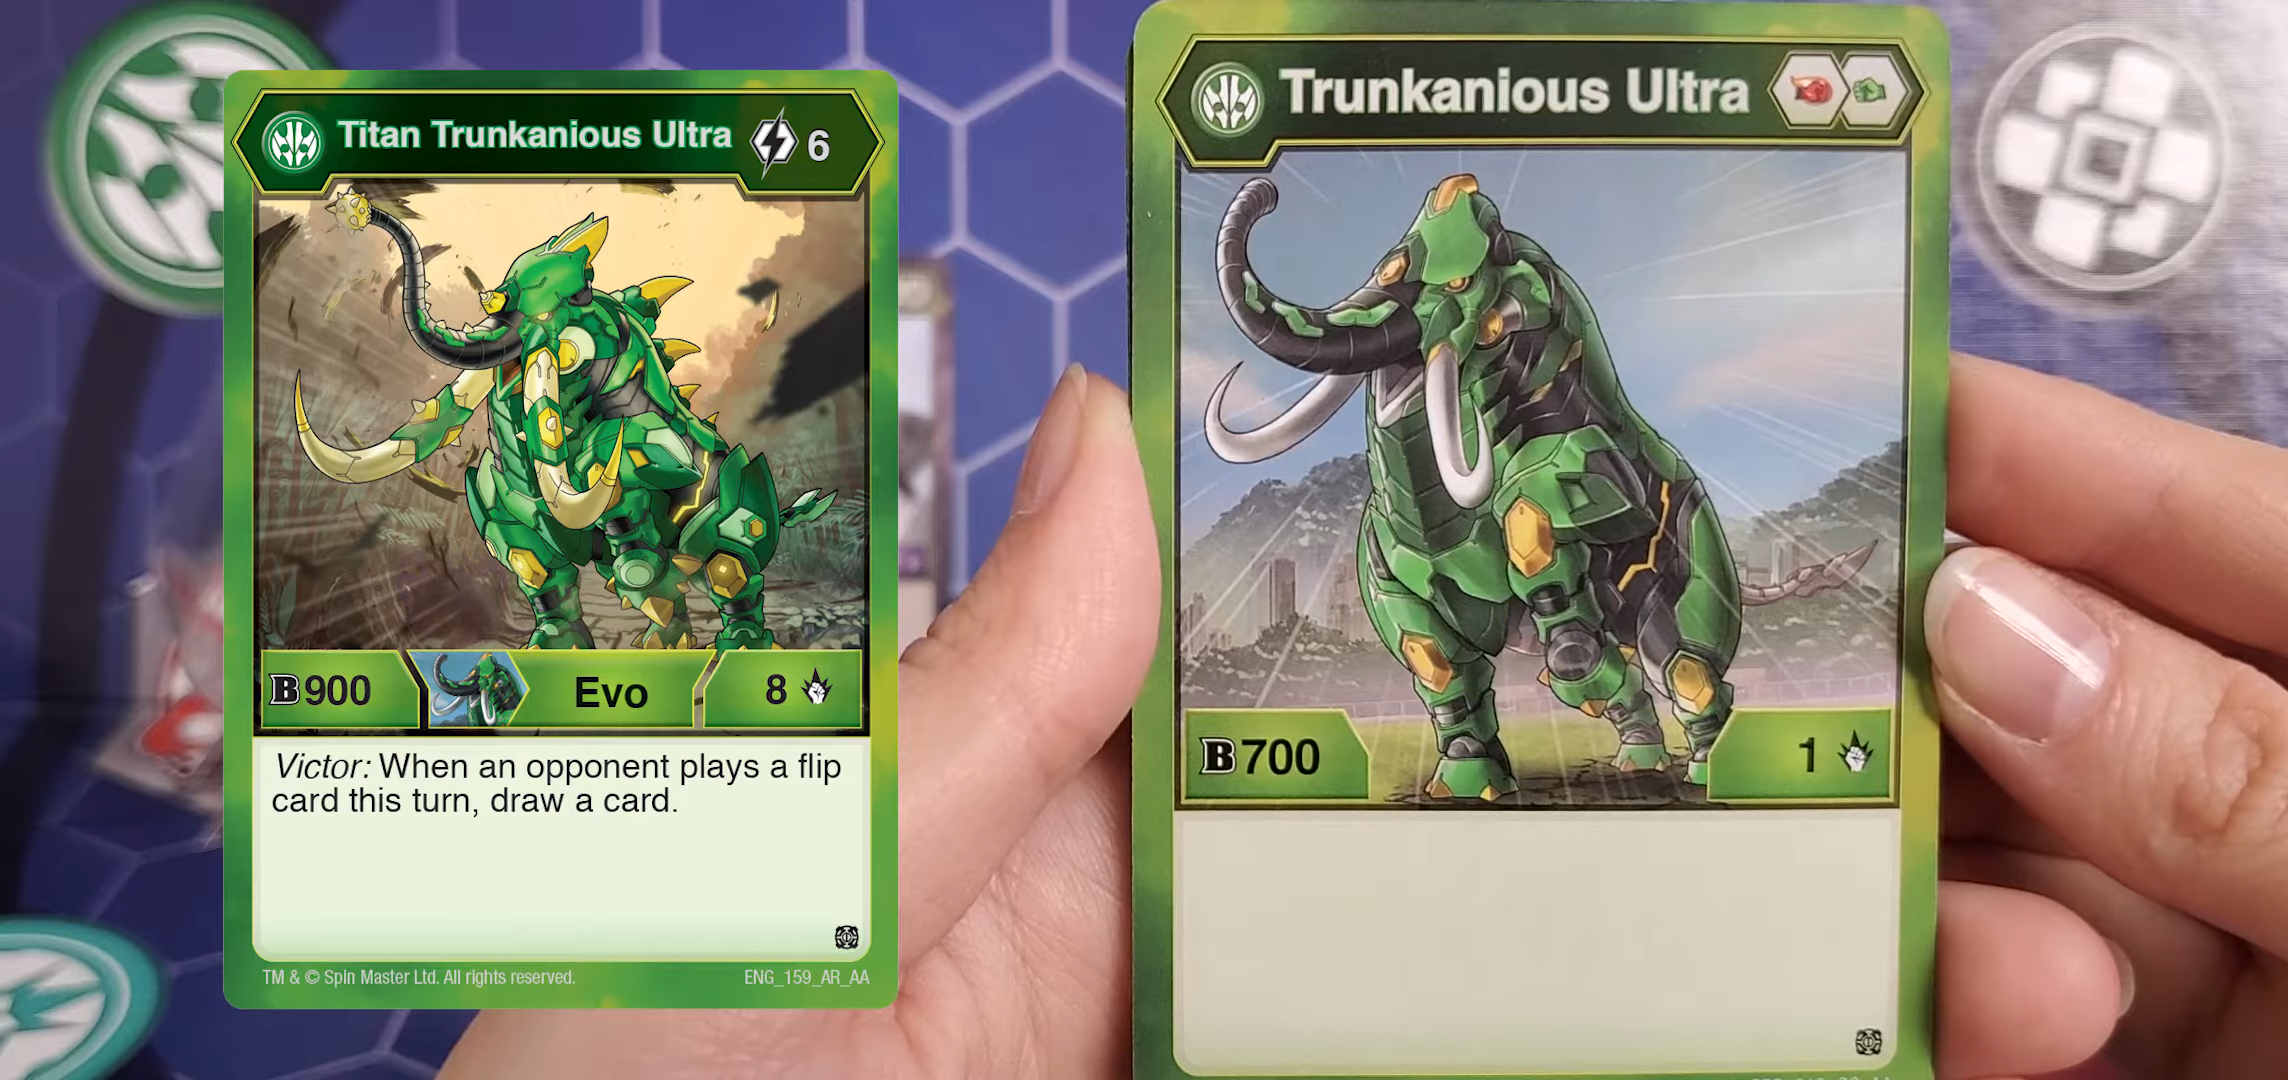 Titan Trunkanious Ultra
6
B 900
Evo
8
Victor: When an opponent plays a flip
card this turn, draw a card.
TM & © Spin Master Ltd. All rights reserved.
ENG_159_AR_AA
Trunkanious Ultra
B 700
1